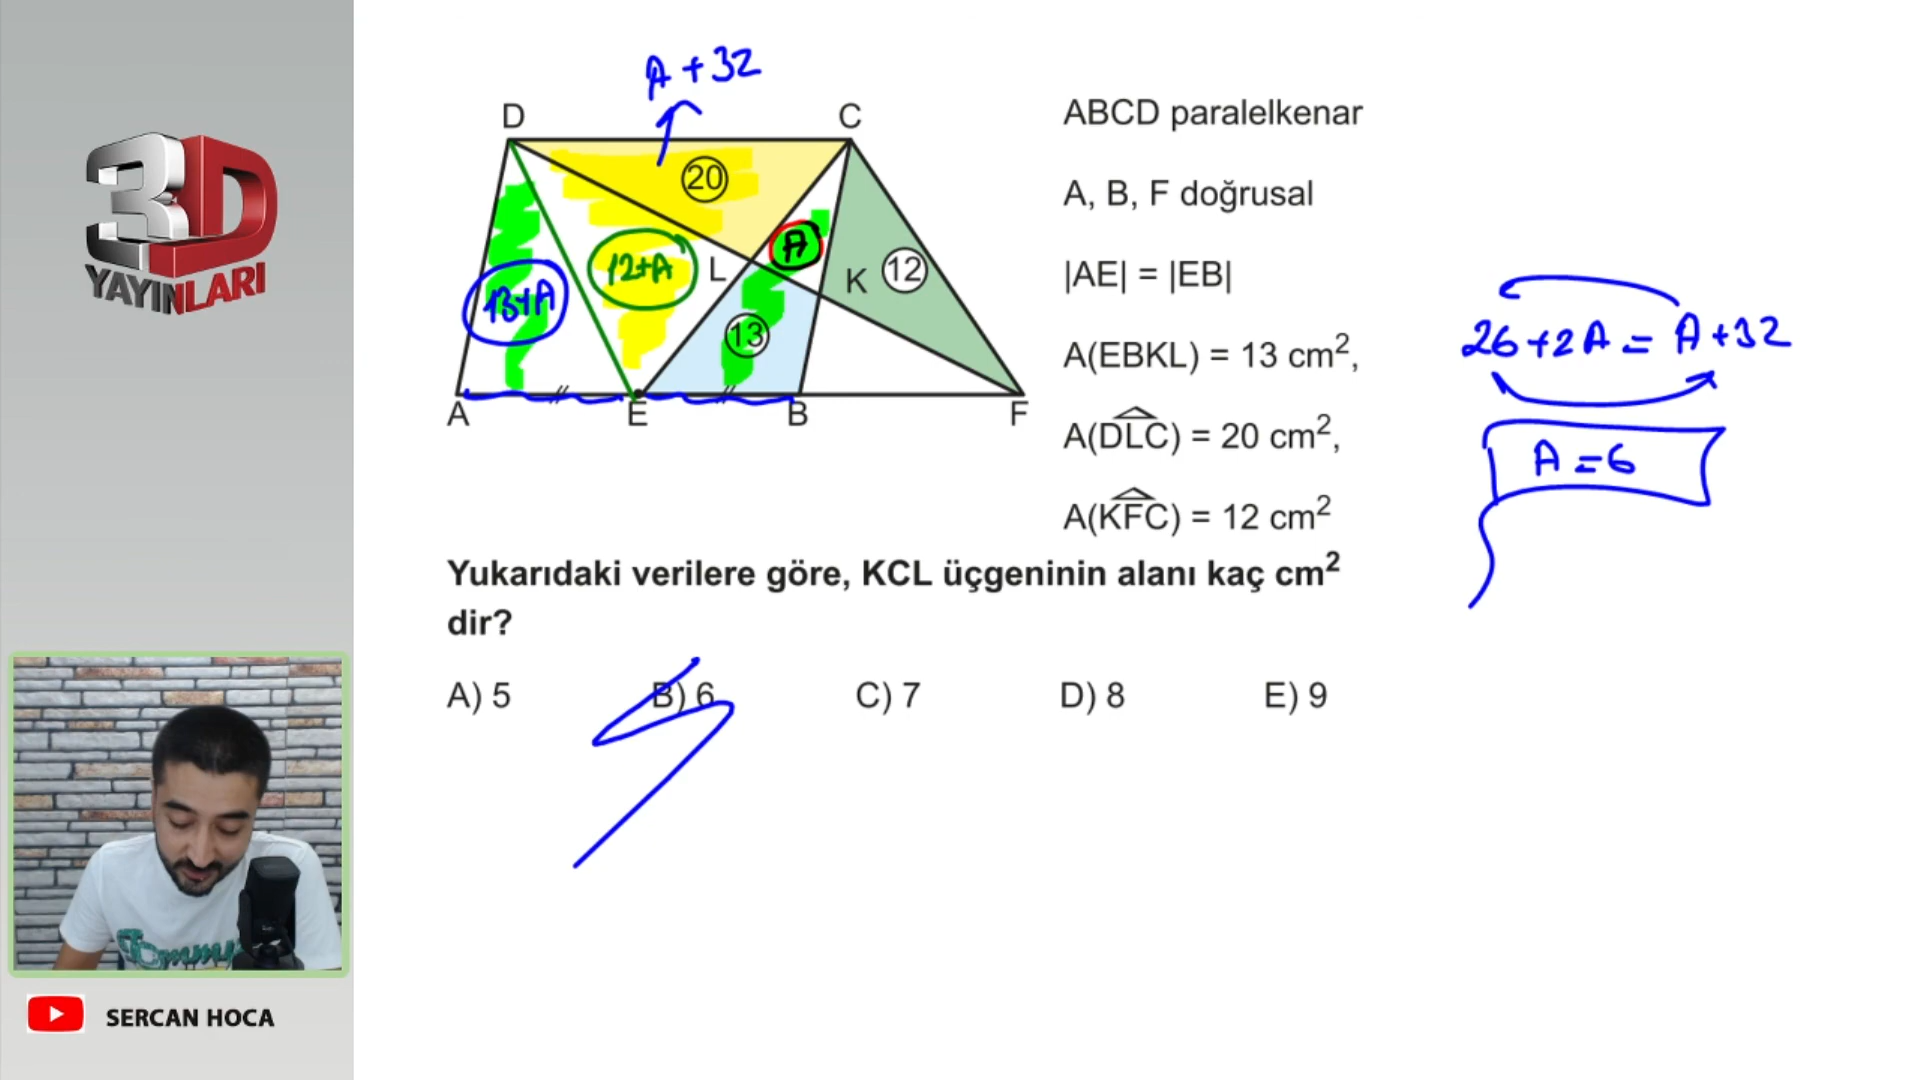 3D
YAYINLARI
A + 32
D
C
20
12+A
L
A
K
12
13+A
13
A
E
B
F
ABCD paralelkenar
A, B, F doğrusal
|AE| = |EB|
A(EBKL) = 13 cm²,
A(DLC) = 20 cm²,
A(KFC) = 12 cm²
26+2A = A+32
A = 6
Yukarıdaki verilere göre, KCL üçgeninin alanı kaç cm²
dir?
A) 5 B) 6 C) 7 D) 8 E) 9
SERCAN HOCA